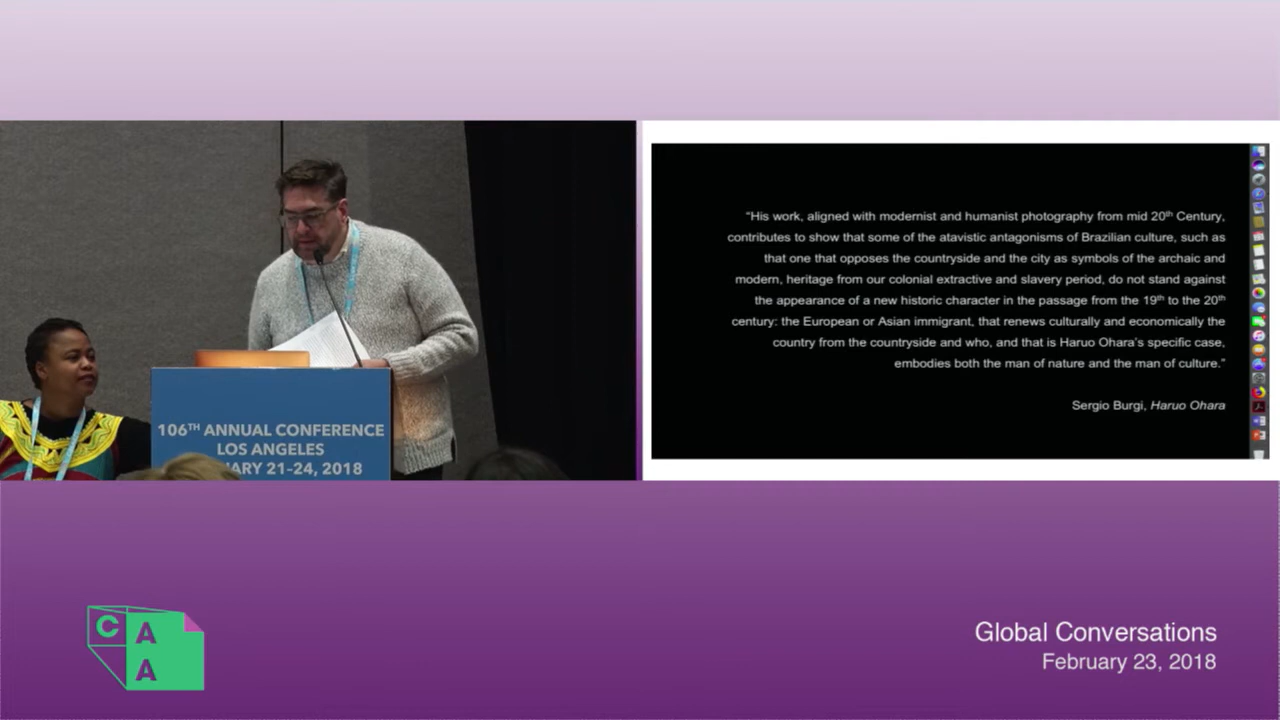 106TH ANNUAL CONFERENCE
LOS ANGELES
ARY 21-24, 2018
“His work, aligned with modernist and humanist photography from mid 20th Century,
contributes to show that some of the atavistic antagonisms of Brazilian culture, such as
that one that opposes the countryside and the city as symbols of the archaic and
modern, heritage from our colonial extractive and slavery period, do not stand against
the appearance of a new historic character in the passage from the 19th to the 20th
century: the European or Asian immigrant, that renews culturally and economically the
country from the countryside and who, and that is Haruo Ohara’s specific case,
embodies both the man of nature and the man of culture.”
Sergio Burgi, Haruo Ohara
C A
A
Global Conversations
February 23, 2018